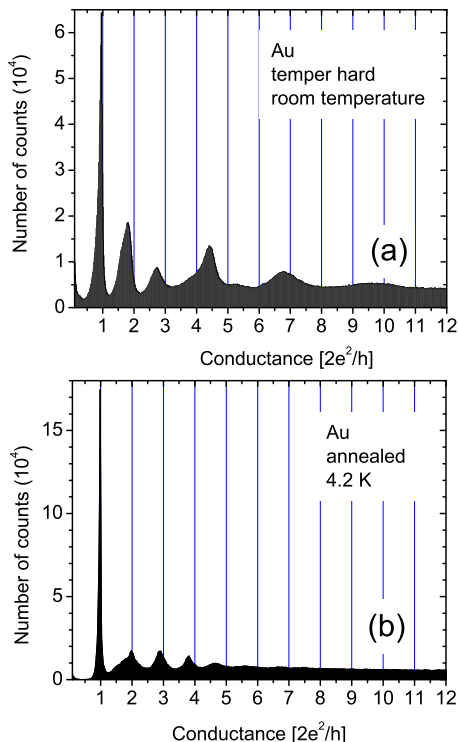 Au
temper hard
room temperature
(a)
Number of counts (10⁴)
6
5
4
3
2
1
0
1 2 3 4 5 6 7 8 9 10 11 12
Conductance [2e²/h]
Au
annealed
4.2 K
(b)
Number of counts (10⁴)
15
10
5
0
1 2 3 4 5 6 7 8 9 10 11 12
Conductance [2e²/h]